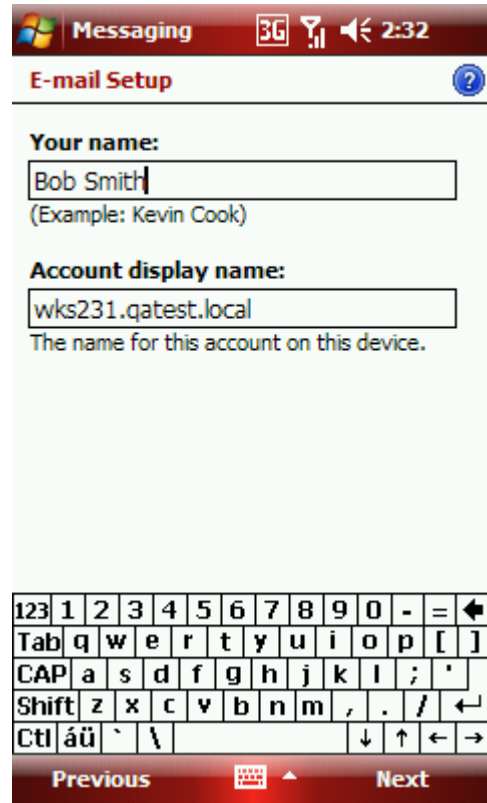 Messaging 3G 2:32
E-mail Setup ?
Your name:
Bob Smith
(Example: Kevin Cook)
Account display name:
wks231.qatest.local
The name for this account on this device.
123 1 2 3 4 5 6 7 8 9 0 - =
Tab q w e r t y u i o p [ ]
CAP a s d f g h j k l ; '
Shift z x c v b n m , . /
Ctl áü ` \ ↓ ↑ ← →
Previous Next